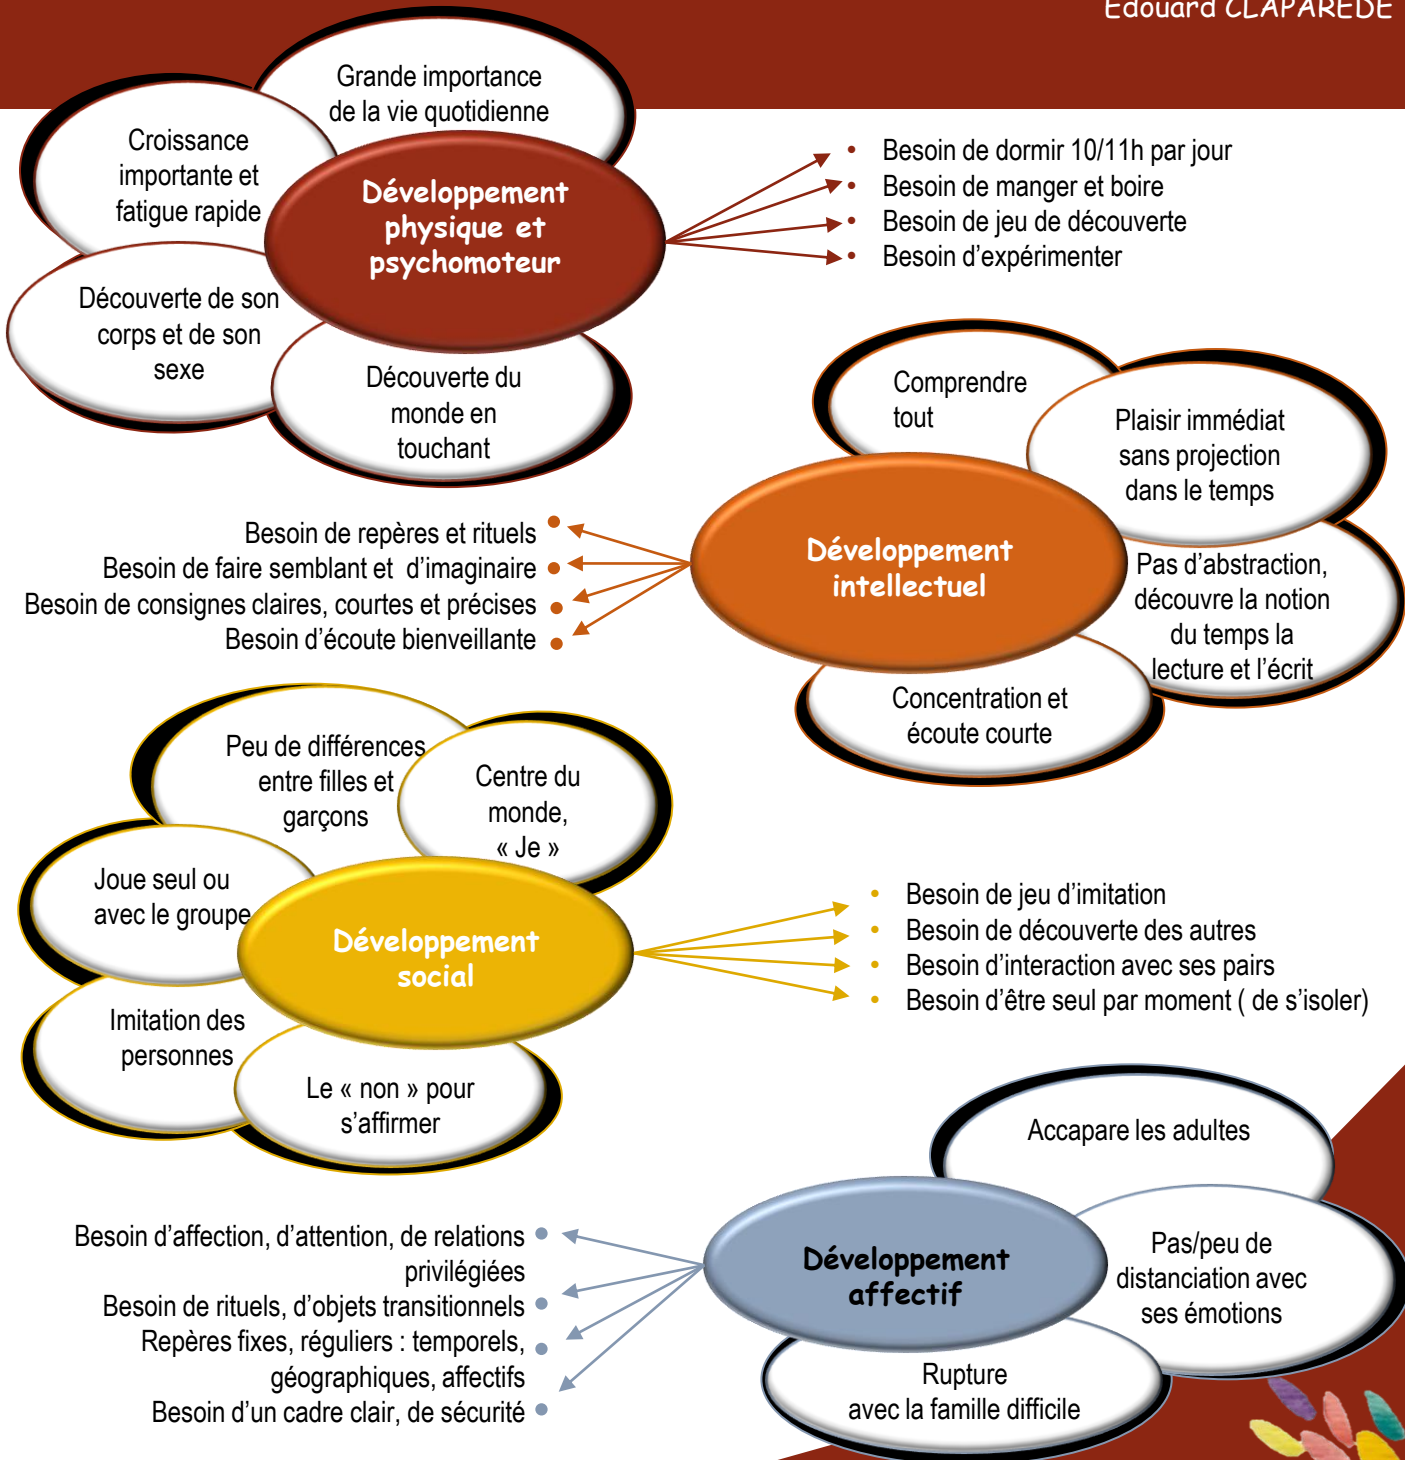 Edouard CLAPAREDE
Grande importance
de la vie quotidienne
Croissance
importante et
fatigue rapide
Développement
physique et
psychomoteur
Découverte de son
corps et de son
sexe
Découverte du
monde en
touchant
• Besoin de dormir 10/11h par jour
• Besoin de manger et boire
• Besoin de jeu de découverte
• Besoin d’expérimenter
Comprendre
tout
Plaisir immédiat
sans projection
dans le temps
Développement
intellectuel
Pas d’abstraction,
découvre la notion
du temps la
lecture et l’écrit
Concentration et
écoute courte
Besoin de repères et rituels •
Besoin de faire semblant et d’imaginaire •
Besoin de consignes claires, courtes et précises •
Besoin d’écoute bienveillante •
Peu de différences
entre filles et
garçons
Centre du
monde,
« Je »
Joue seul ou
avec le groupe
Développement
social
Imitation des
personnes
Le « non » pour
s’affirmer
• Besoin de jeu d’imitation
• Besoin de découverte des autres
• Besoin d’interaction avec ses pairs
• Besoin d’être seul par moment ( de s’isoler)
Accapare les adultes
Développement
affectif
Pas/peu de
distanciation avec
ses émotions
Rupture
avec la famille difficile
Besoin d’affection, d’attention, de relations •
privilégiées
Besoin de rituels, d’objets transitionnels •
Repères fixes, réguliers : temporels, •
géographiques, affectifs
Besoin d’un cadre clair, de sécurité •